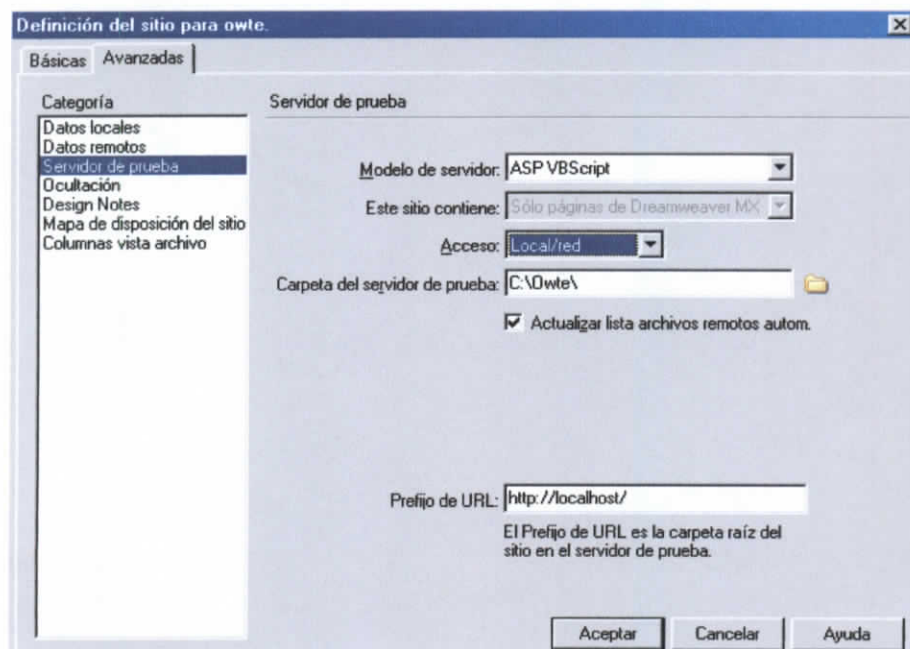 Definición del sitio para owte.
Básicas
Avanzadas
Categoría
Datos locales
Datos remotos
Servidor de prueba
Ocultación
Design Notes
Mapa de disposición del sitio
Columnas vista archivo
Servidor de prueba
Modelo de servidor: ASP VBScript
Este sitio contiene: Sólo páginas de Dreamweaver MX
Acceso: Local/red
Carpeta del servidor de prueba: C:\Owte\
Actualizar lista archivos remotos autom.
Prefijo de URL: http://localhost/
El Prefijo de URL es la carpeta raíz del
sitio en el servidor de prueba.
Aceptar
Cancelar
Ayuda